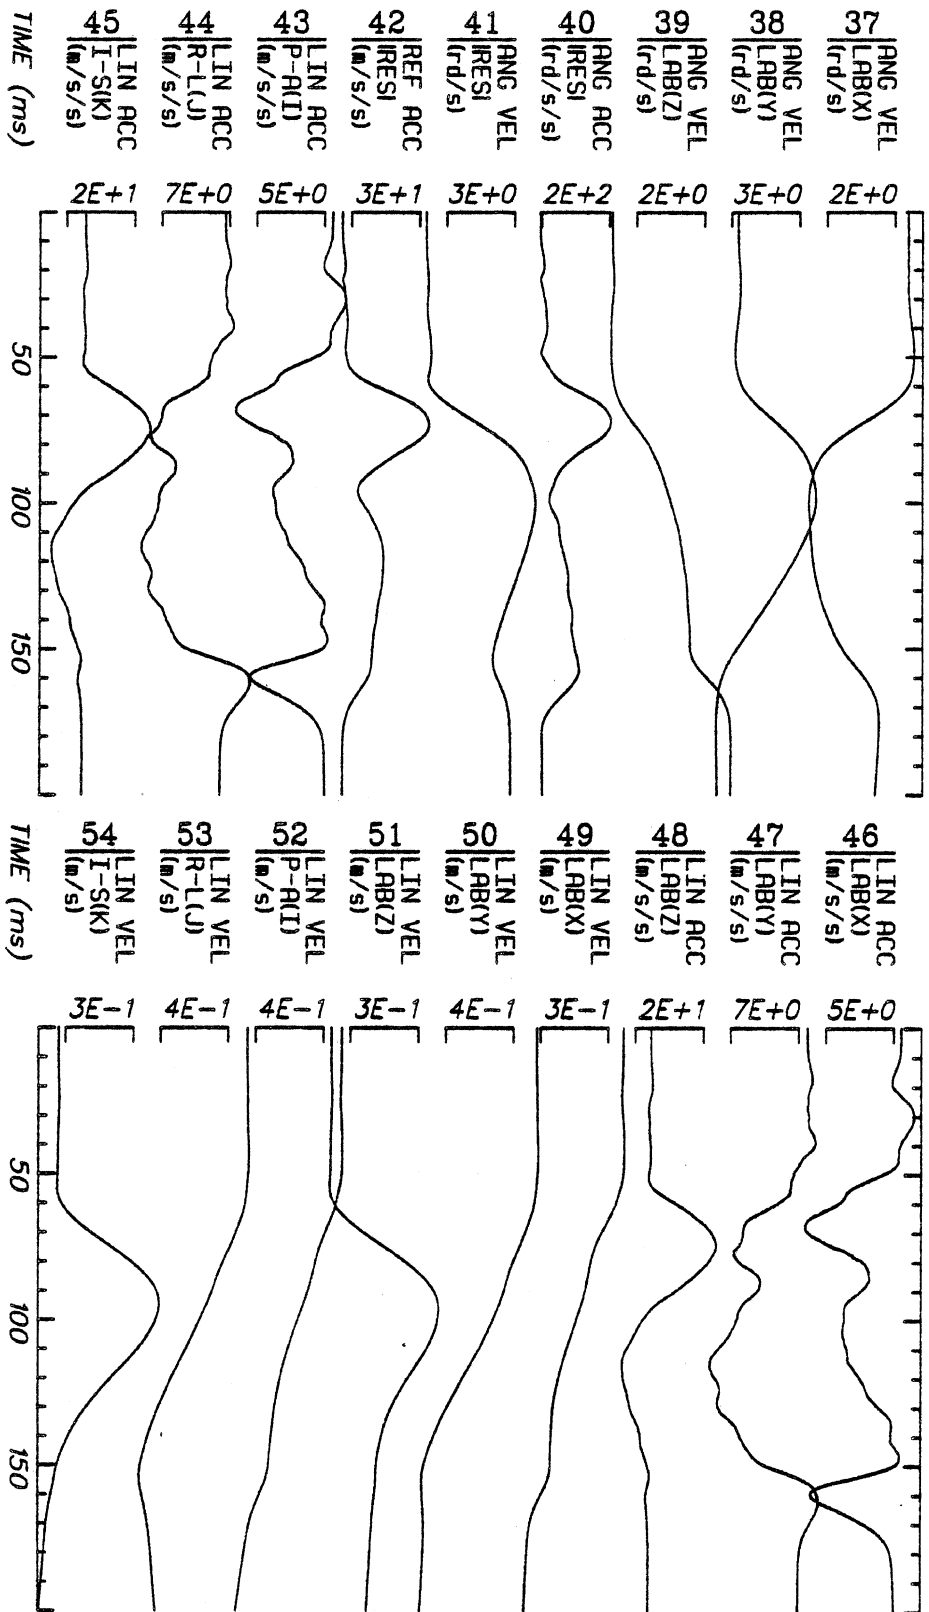 37
ANG VEL
LAB(X)
(rd/s)
2E+0
38
ANG VEL
LAB(Y)
(rd/s)
3E+0
39
ANG VEL
LAB(Z)
(rd/s)
2E+0
40
ANG ACC
IRESI
(rd/s/s)
2E+2
41
ANG VEL
IRESI
(rd/s)
3E+0
42
REF ACC
IRESI
(m/s/s)
3E+1
43
LIN ACC
P-A(I)
(m/s/s)
5E+0
44
LIN ACC
R-L(J)
(m/s/s)
7E+0
45
LIN ACC
I-S(K)
(m/s/s)
2E+1
TIME (ms) 50 100 150
46
LIN ACC
LAB(X)
(m/s/s)
5E+0
47
LIN ACC
LAB(Y)
(m/s/s)
7E+0
48
LIN ACC
LAB(Z)
(m/s/s)
2E+1
49
LIN VEL
LAB(X)
(m/s)
3E-1
50
LIN VEL
LAB(Y)
(m/s)
4E-1
51
LIN VEL
LAB(Z)
(m/s)
3E-1
52
LIN VEL
P-A(I)
(m/s)
4E-1
53
LIN VEL
R-L(J)
(m/s)
4E-1
54
LIN VEL
I-S(K)
(m/s)
3E-1
TIME (ms) 50 100 150